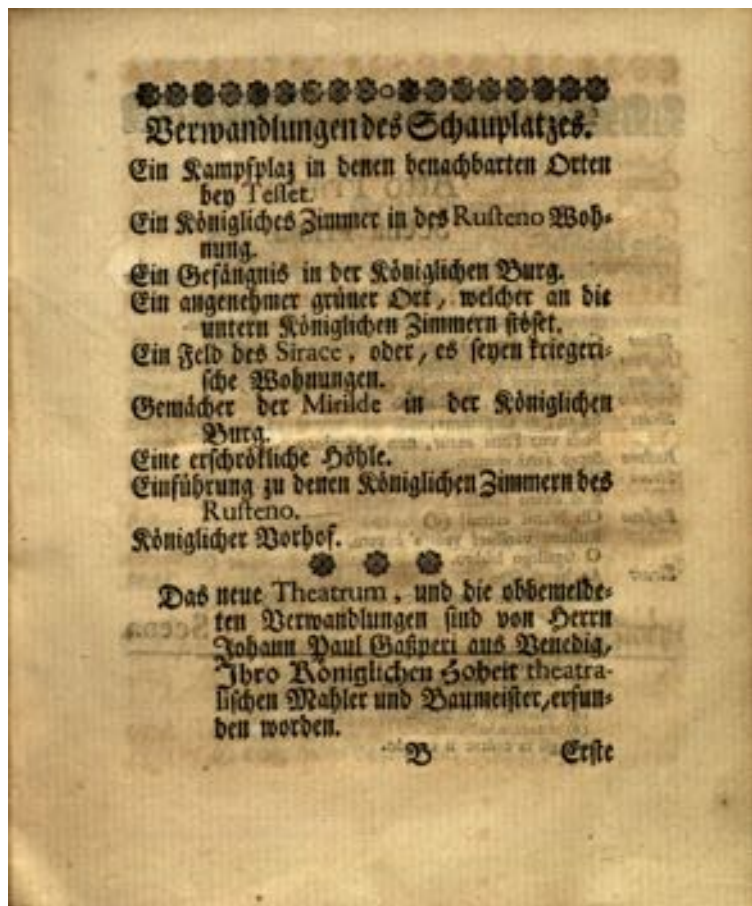 Verwandlungen des Schauplatzes.
Ein Kampfplaz in denen benachbarten Orten
bey Teflet.
Ein Königliches Zimmer in des Rusteno Woh-
nung.
Ein Gefängnis in der Königlichen Burg.
Ein angenehmer grüner Ort, welcher an die
untern Königlichen Zimmern stöset.
Ein Feld des Sirace, oder, es seyen kriegeri-
sche Wohnungen.
Gemächer der Mirilde in der Königlichen
Burg.
Eine erschrökliche Höhle.
Einführung zu denen Königlichen Zimmern des
Rusteno.
Königlicher Vorhof.
Das neue Theatrum, und die obbemelde-
ten Verwandlungen sind von Herrn
Johann Paul Gaßperi aus Venedig,
Ihro Königlichen Hoheit theatra-
lischen Mahler und Baumeister, erfun-
den worden.
B Erste